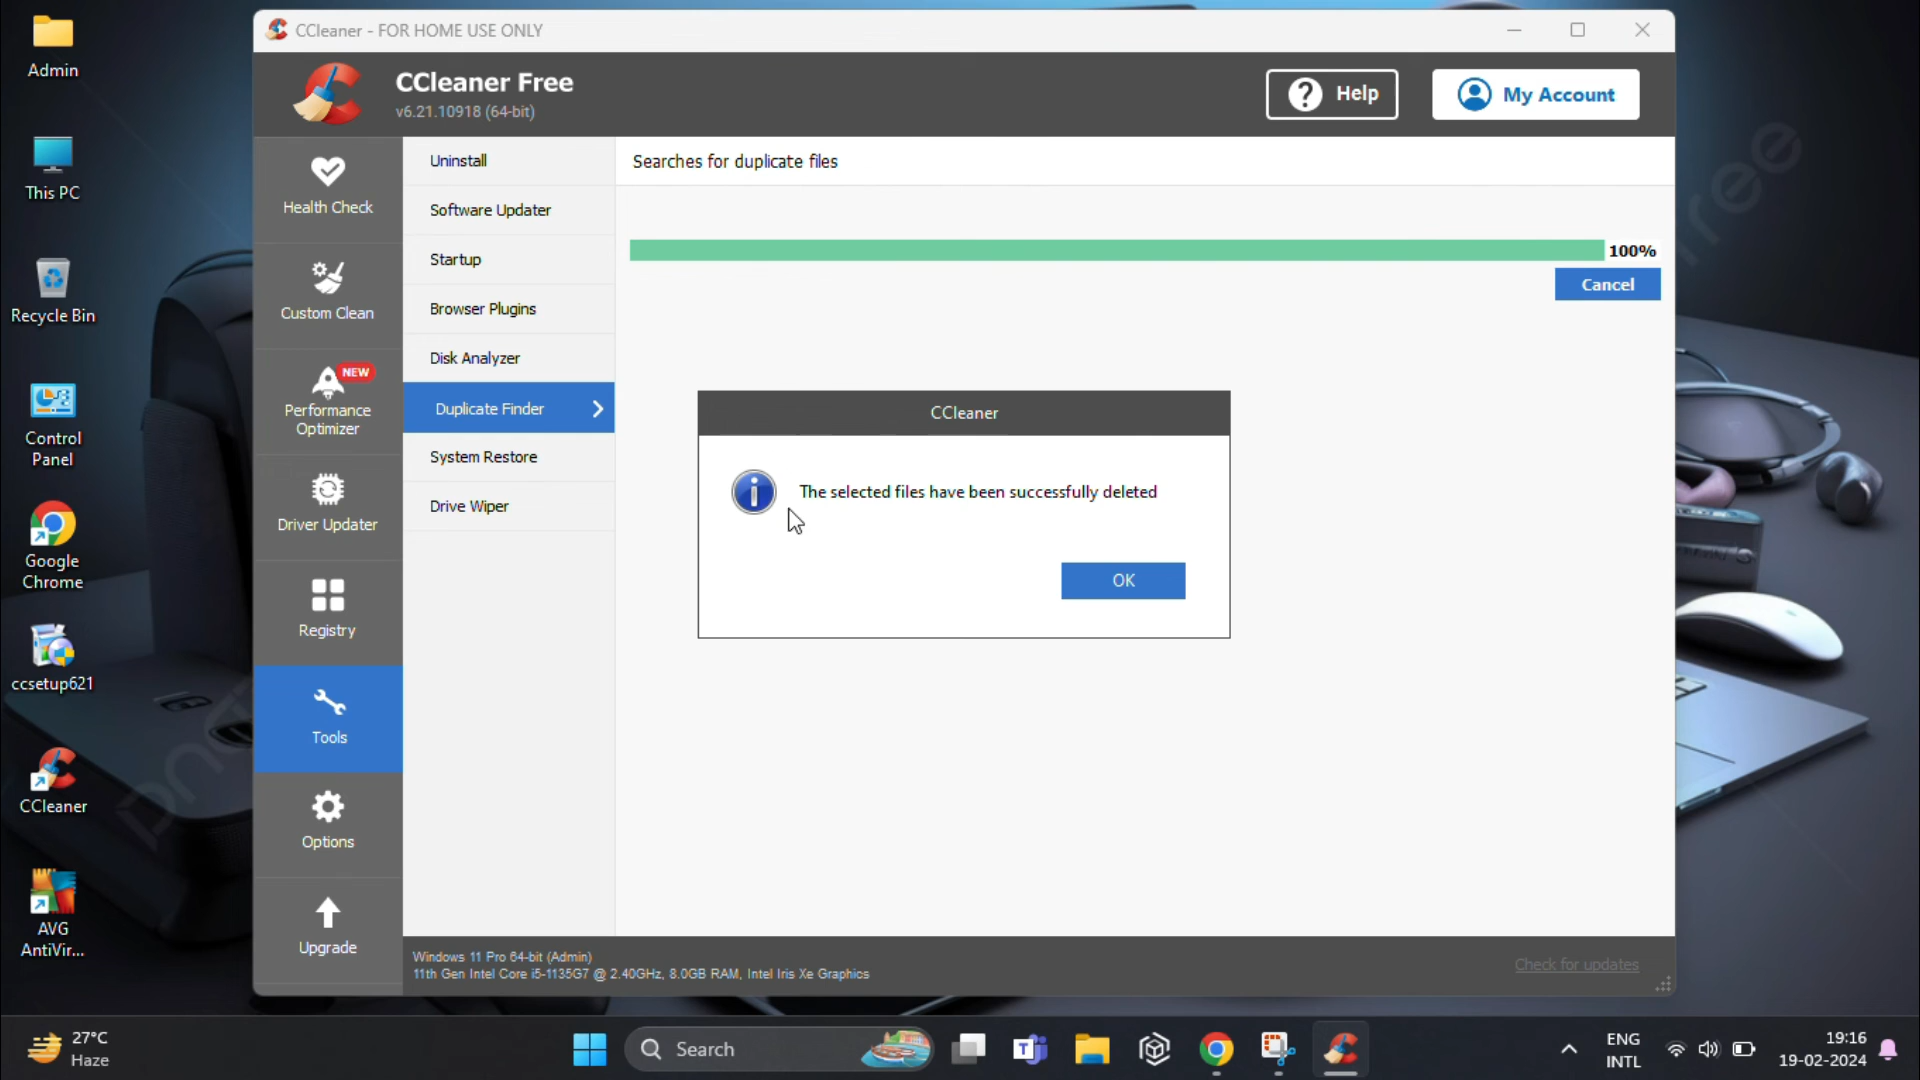 Admin
This PC
Recycle Bin
Control
Panel
Google
Chrome
ccsetup621
CCleaner
AVG
AntiVir...
CCleaner - FOR HOME USE ONLY
CCleaner Free
v6.21.10918 (64-bit)
? Help
My Account
Health Check
Custom Clean
NEW
Performance
Optimizer
Driver Updater
Registry
Tools
Options
Upgrade
Uninstall
Software Updater
Startup
Browser Plugins
Disk Analyzer
Duplicate Finder
System Restore
Drive Wiper
Searches for duplicate files
100%
Cancel
CCleaner
The selected files have been successfully deleted
OK
Windows 11 Pro 64-bit (Admin)
11th Gen Intel Core i5-1135G7 @ 2.40GHz, 8.0GB RAM, Intel Iris Xe Graphics
Check for updates
27°C
Haze
Search
ENG
INTL
19:16
19-02-2024